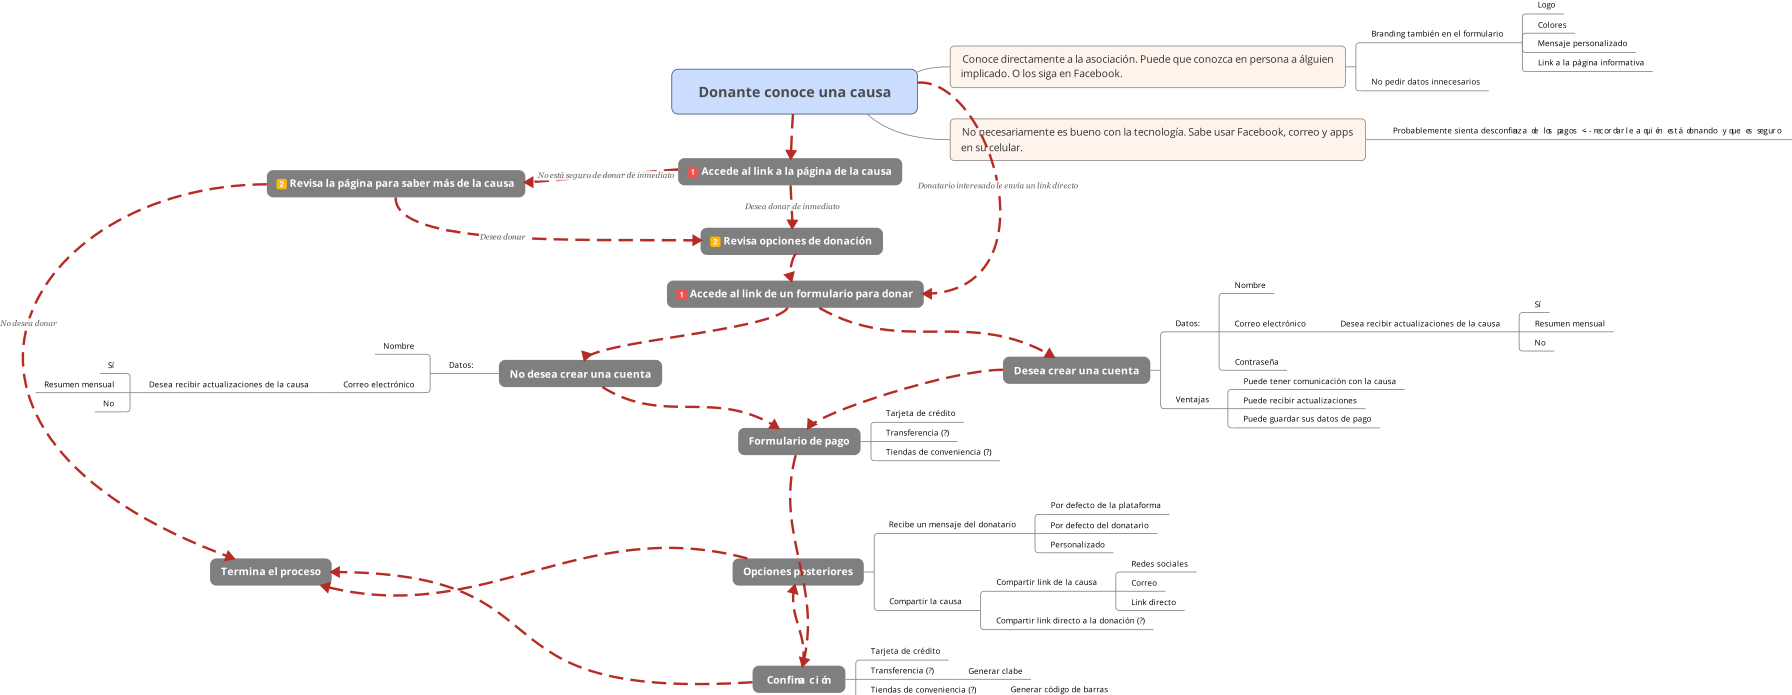 Logo
Colores
Branding también en el formulario
Mensaje personalizado
Link a la página informativa
Conoce directamente a la asociación. Puede que conozca en persona a álguien
implicado. O los siga en Facebook.
No pedir datos innecesarios
Donante conoce una causa
No necesariamente es bueno con la tecnología. Sabe usar Facebook, correo y apps
en su celular.
Probablemente sienta desconfianza de los pagos <- recordarle a quién está donando y que es seguro
1 Accede al link a la página de la causa
No está seguro de donar de inmediato
2 Revisa la página para saber más de la causa
Donatario interesado le envía un link directo
Desea donar de inmediato
Desea donar
2 Revisa opciones de donación
1 Accede al link de un formulario para donar
No desea donar
Nombre
Datos:
Correo electrónico
Desea recibir actualizaciones de la causa
Sí
Resumen mensual
No
No desea crear una cuenta
Desea crear una cuenta
Datos:
Nombre
Correo electrónico
Desea recibir actualizaciones de la causa
Sí
Resumen mensual
No
Contraseña
Ventajas
Puede tener comunicación con la causa
Puede recibir actualizaciones
Puede guardar sus datos de pago
Formulario de pago
Tarjeta de crédito
Transferencia (?)
Tiendas de conveniencia (?)
Termina el proceso
Opciones posteriores
Recibe un mensaje del donatario
Por defecto de la plataforma
Por defecto del donatario
Personalizado
Compartir la causa
Compartir link de la causa
Redes sociales
Correo
Link directo
Compartir link directo a la donación (?)
Tarjeta de crédito
Transferencia (?)
Generar clabe
Tiendas de conveniencia (?)
Generar código de barras